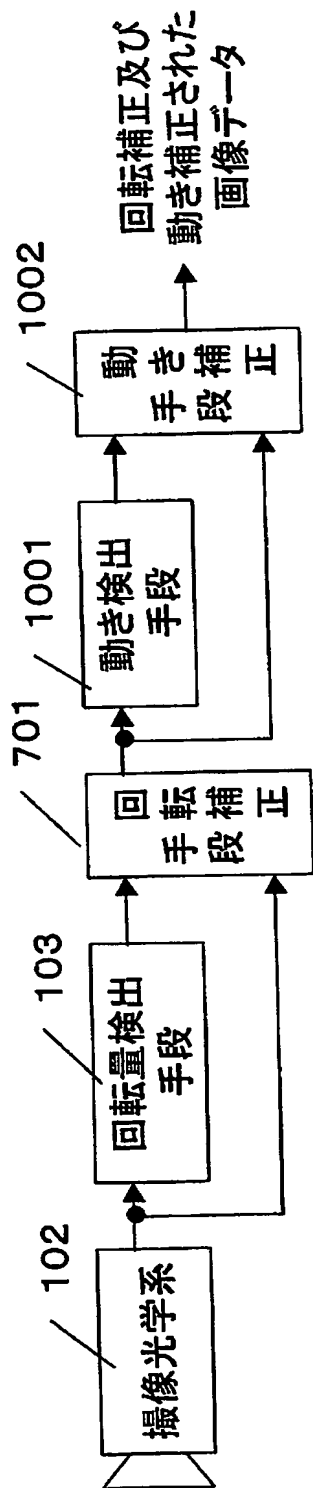 102
撮像光学系
103
回転量検出
手段
701
回転補正
手段
1001
動き検出
手段
1002
動き補正
手段
回転補正及び
動き補正された
画像データ